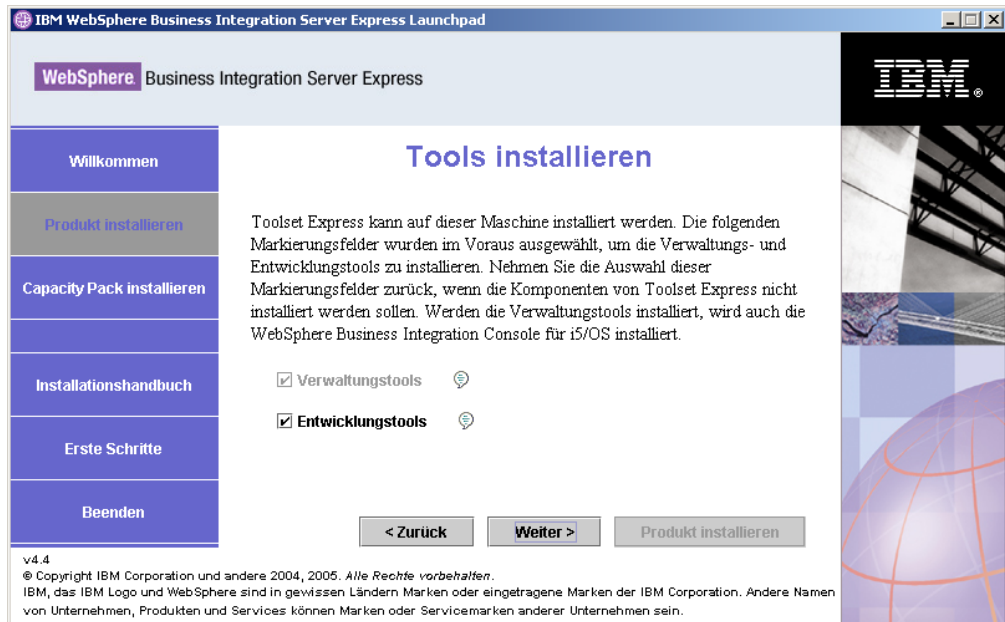 IBM WebSphere Business Integration Server Express Launchpad
WebSphere. Business Integration Server Express
IBM®
Willkommen
Produkt installieren
Capacity Pack installieren
Installationshandbuch
Erste Schritte
Beenden
Tools installieren
Toolset Express kann auf dieser Maschine installiert werden. Die folgenden
Markierungsfelder wurden im Voraus ausgewählt, um die Verwaltungs- und
Entwicklungstools zu installieren. Nehmen Sie die Auswahl dieser
Markierungsfelder zurück, wenn die Komponenten von Toolset Express nicht
installiert werden sollen. Werden die Verwaltungstools installiert, wird auch die
WebSphere Business Integration Console für i5/OS installiert.
Verwaltungstools
Entwicklungstools
< Zurück
Weiter >
Produkt installieren
v4.4
© Copyright IBM Corporation und andere 2004, 2005. Alle Rechte vorbehalten.
IBM, das IBM Logo und WebSphere sind in gewissen Ländern Marken oder eingetragene Marken der IBM Corporation. Andere Namen
von Unternehmen, Produkten und Services können Marken oder Servicemarken anderer Unternehmen sein.